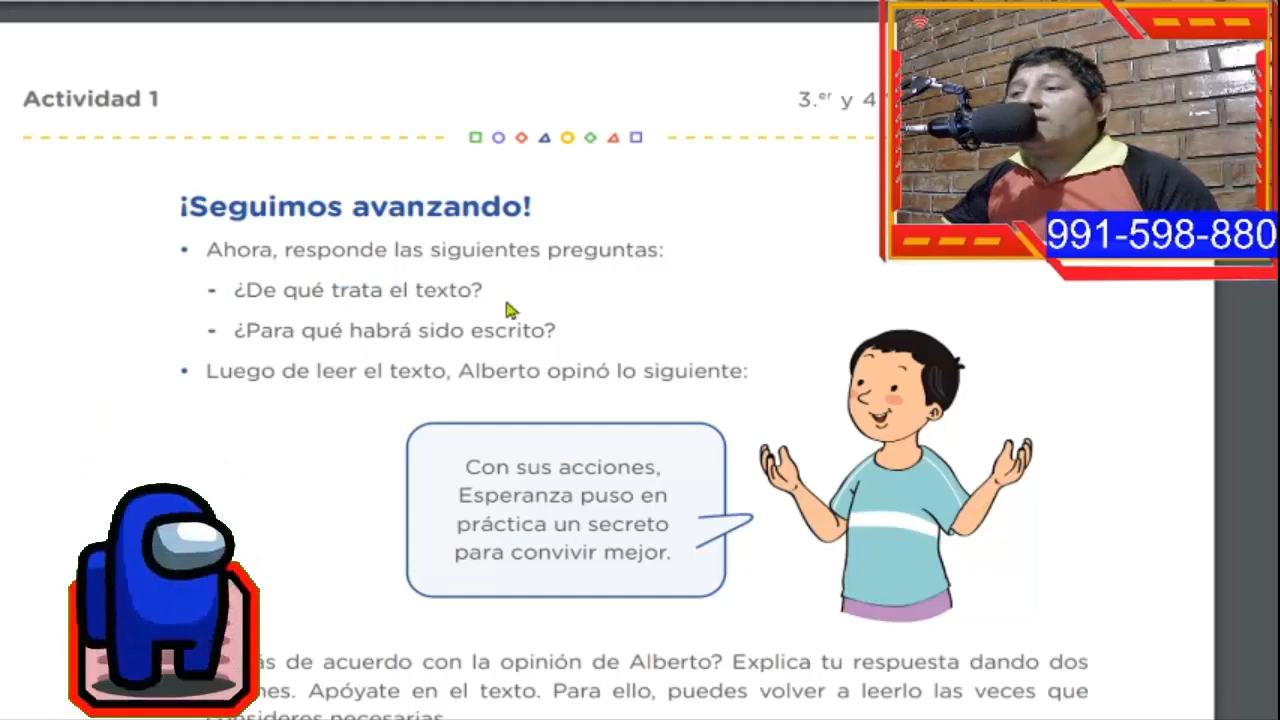 Actividad 1
3.er y 4
991-598-880
¡Seguimos avanzando!
• Ahora, responde las siguientes preguntas:
- ¿De qué trata el texto?
- ¿Para qué habrá sido escrito?
• Luego de leer el texto, Alberto opinó lo siguiente:
Con sus acciones,
Esperanza puso en
práctica un secreto
para convivir mejor.
de acuerdo con la opinión de Alberto? Explica tu respuesta dando dos
Apóyate en el texto. Para ello, puedes volver a leerlo las veces que
consideres necesarias.